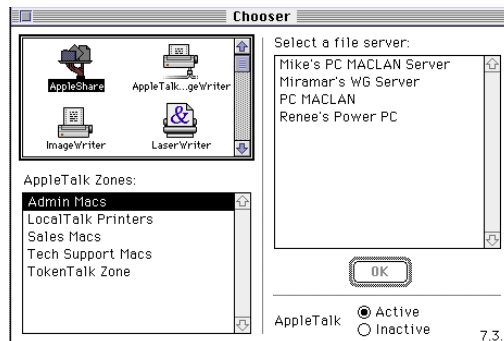 Chooser
AppleShare
AppleTalk...geWriter
ImageWriter
&
LaserWriter
AppleTalk Zones:
Admin Macs
LocalTalk Printers
Sales Macs
Tech Support Macs
TokenTalk Zone
Select a file server:
Mike's PC MACLAN Server
Miramar's WG Server
PC MACLAN
Renee's Power PC
OK
AppleTalk
Active
Inactive
7.3.